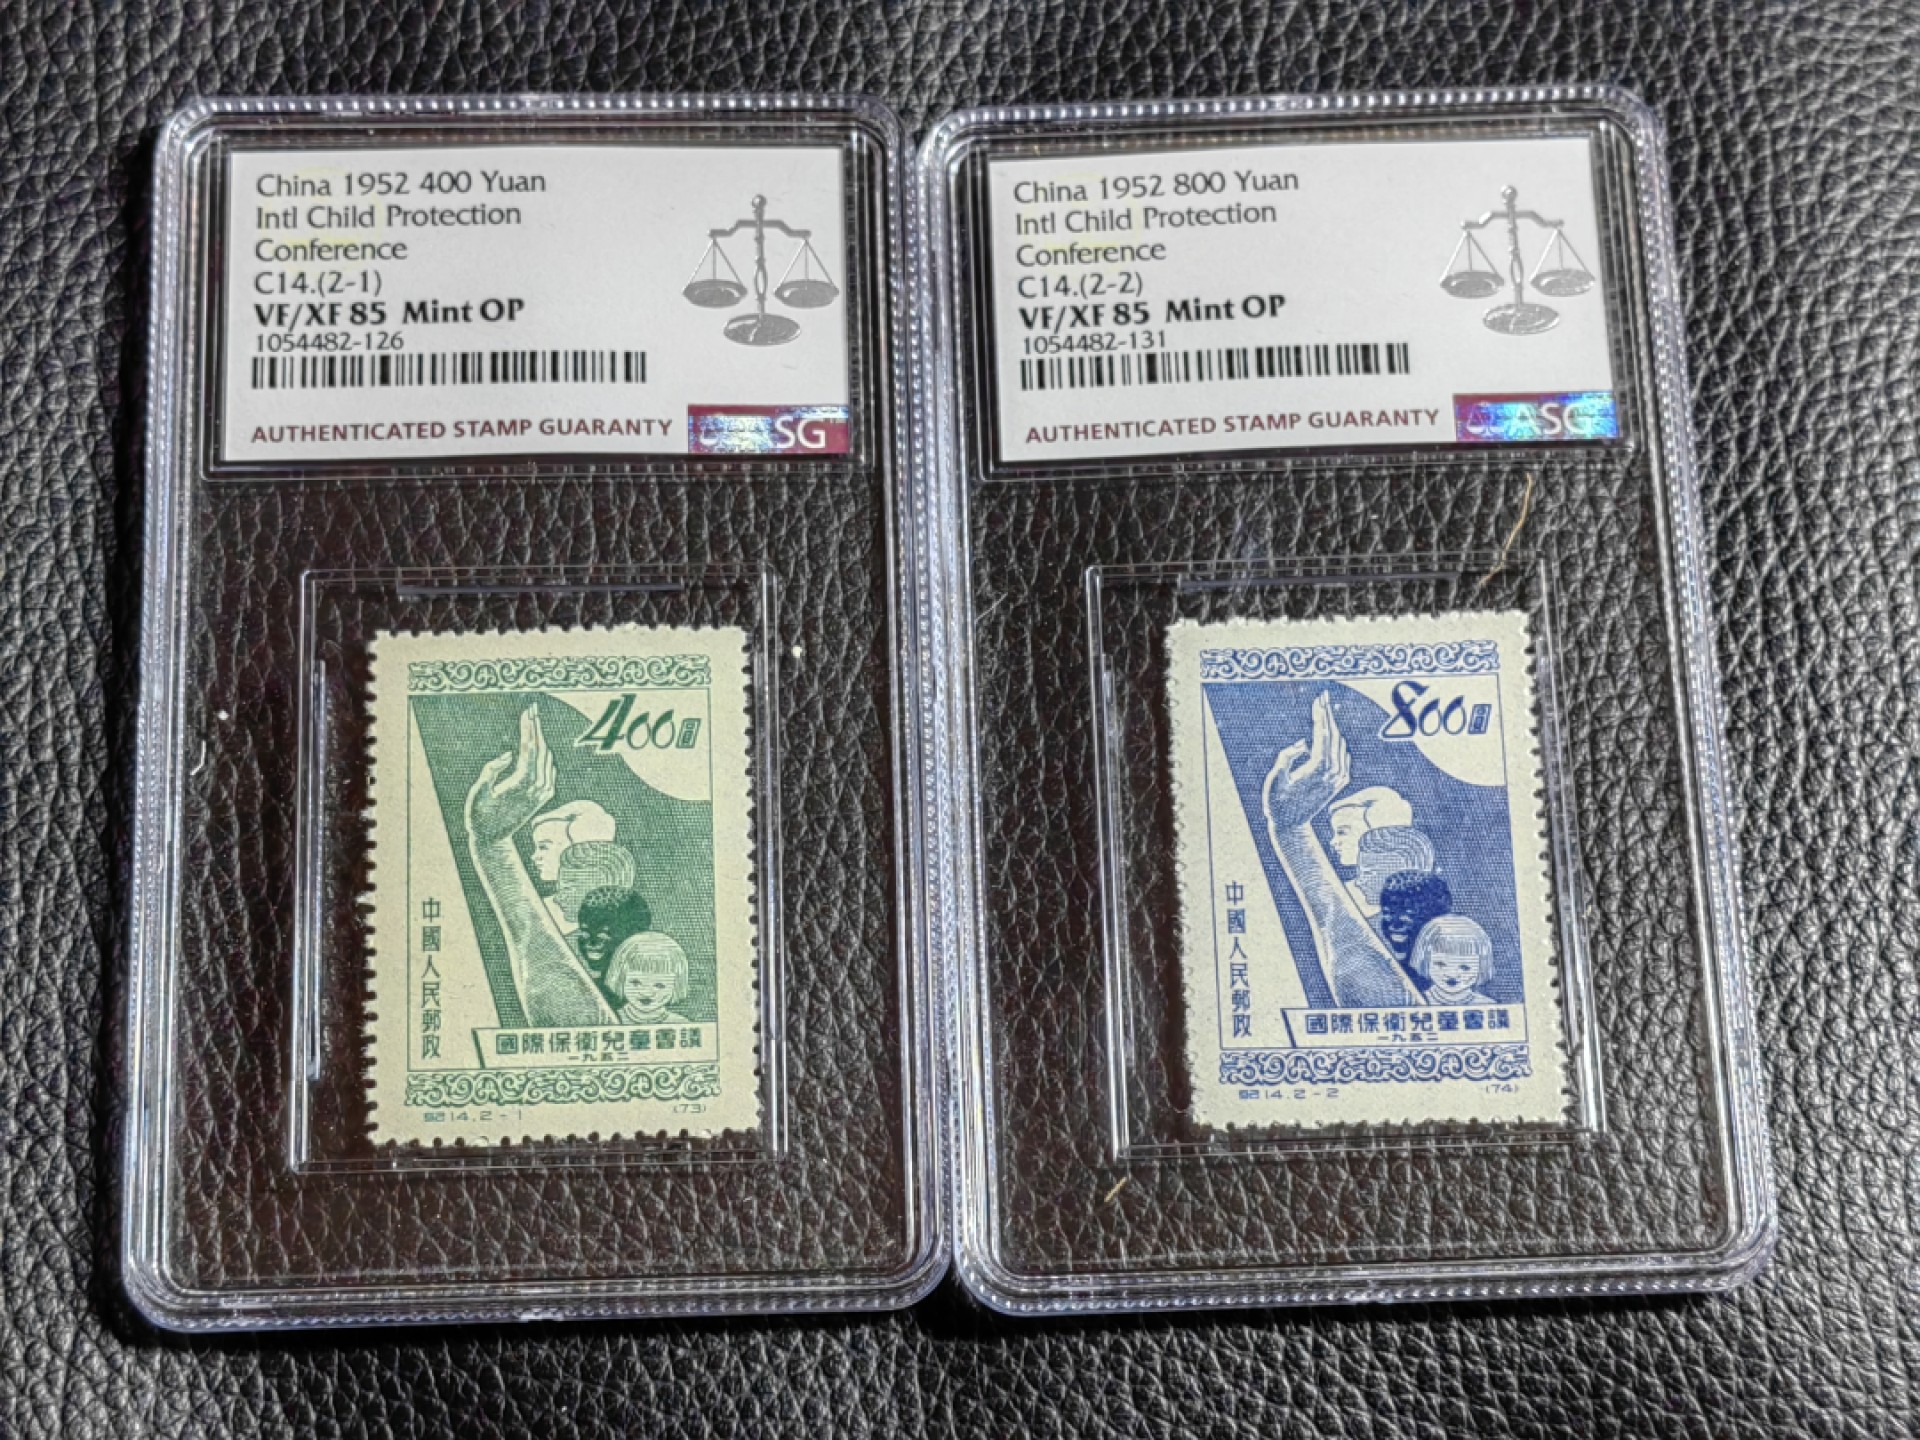 China 1952 400 Yuan
Intl Child Protection
Conference
C14.(2-1)
VF/XF 85 Mint OP
1054482-126
AUTHENTICATED STAMP GUARANTY
SG
400圓
中國人民郵政
國際保衛兒童會議
一九五二
紀14.2-1
(73)
China 1952 800 Yuan
Intl Child Protection
Conference
C14.(2-2)
VF/XF 85 Mint OP
1054482-131
AUTHENTICATED STAMP GUARANTY
ASG
800圓
中國人民郵政
國際保衛兒童會議
一九五二
紀14.2-2
(74)